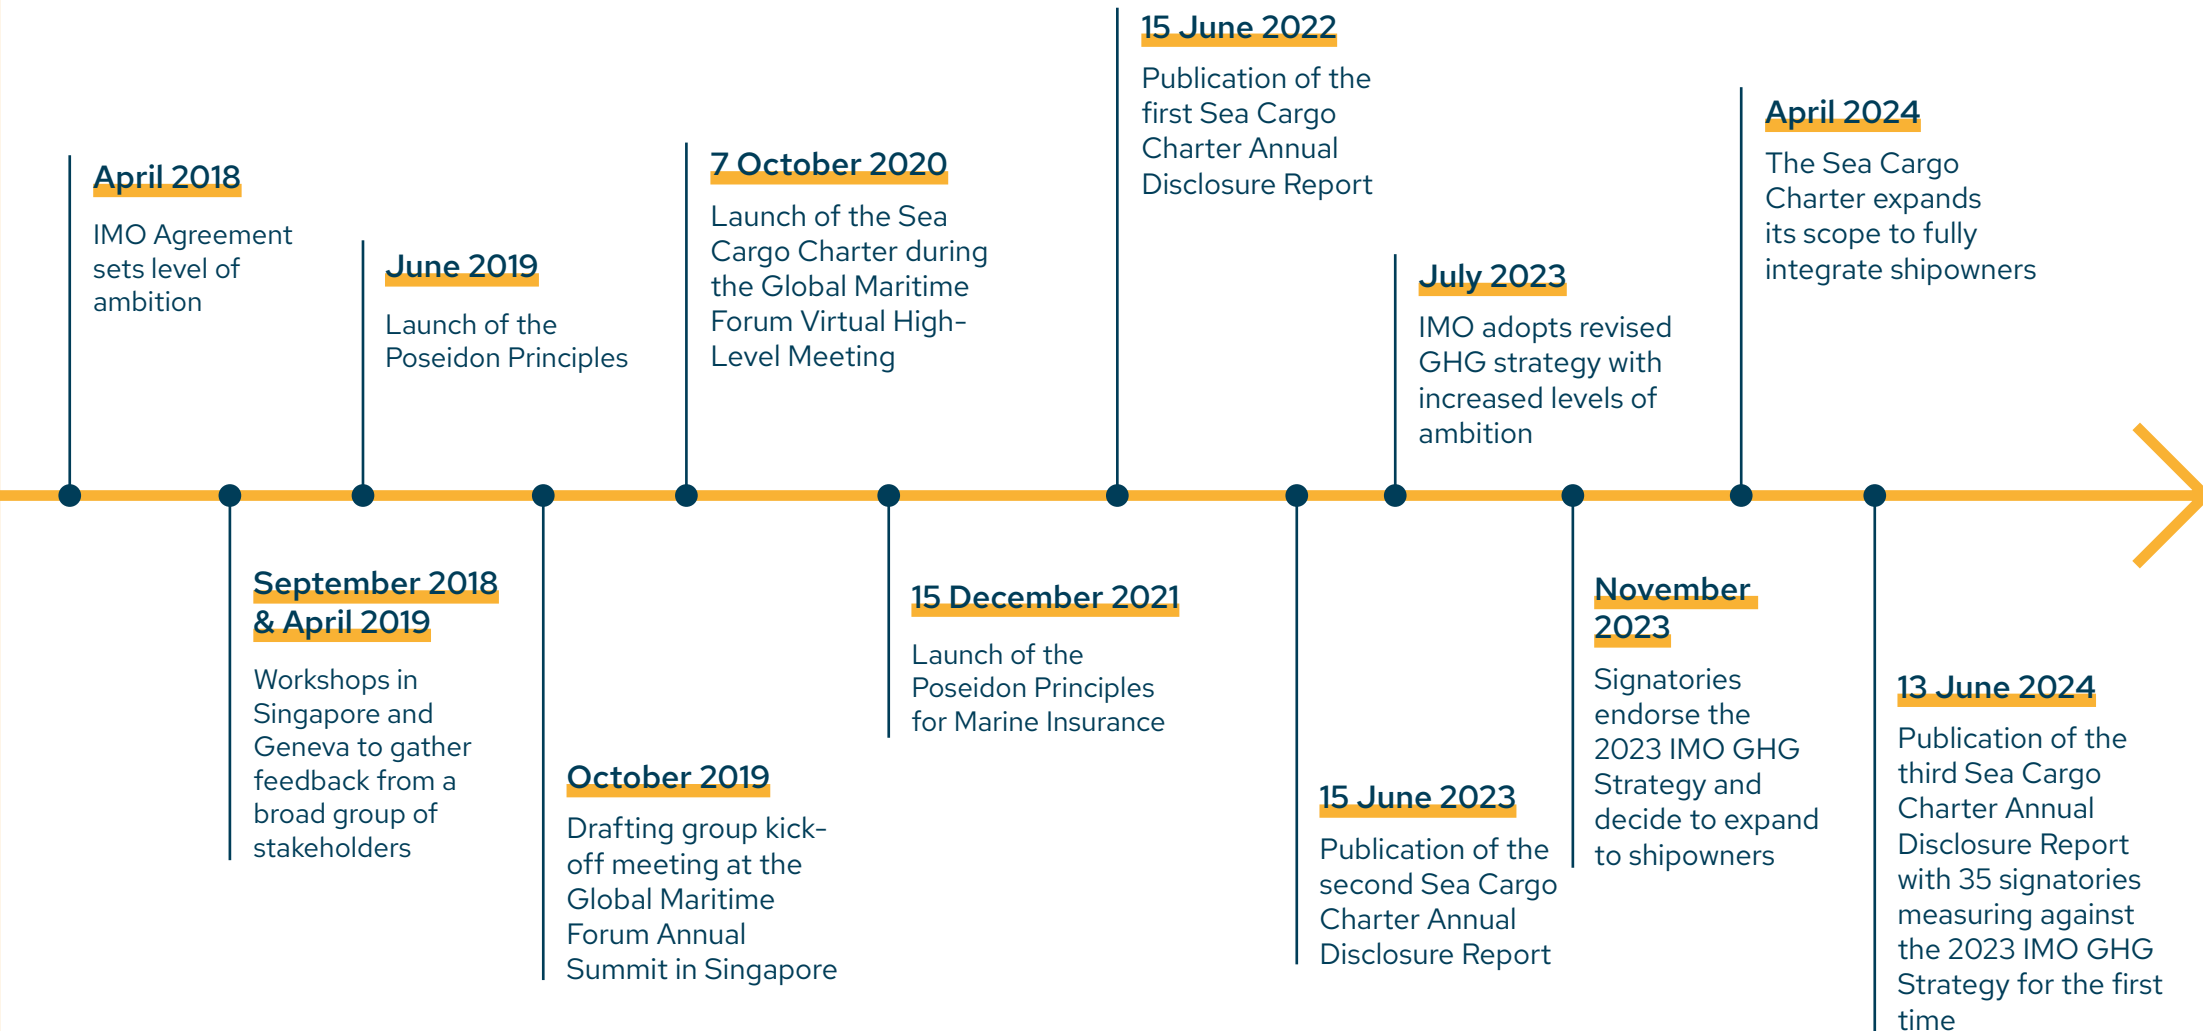 April 2018
IMO Agreement
sets level of
ambition
September 2018
& April 2019
Workshops in
Singapore and
Geneva to gather
feedback from a
broad group of
stakeholders
June 2019
Launch of the
Poseidon Principles
October 2019
Drafting group kick-
off meeting at the
Global Maritime
Forum Annual
Summit in Singapore
7 October 2020
Launch of the Sea
Cargo Charter during
the Global Maritime
Forum Virtual High-
Level Meeting
15 December 2021
Launch of the
Poseidon Principles
for Marine Insurance
15 June 2022
Publication of the
first Sea Cargo
Charter Annual
Disclosure Report
15 June 2023
Publication of the
second Sea Cargo
Charter Annual
Disclosure Report
July 2023
IMO adopts revised
GHG strategy with
increased levels of
ambition
November
2023
Signatories
endorse the
2023 IMO GHG
Strategy and
decide to expand
to shipowners
April 2024
The Sea Cargo
Charter expands
its scope to fully
integrate shipowners
13 June 2024
Publication of the
third Sea Cargo
Charter Annual
Disclosure Report
with 35 signatories
measuring against
the 2023 IMO GHG
Strategy for the first
time